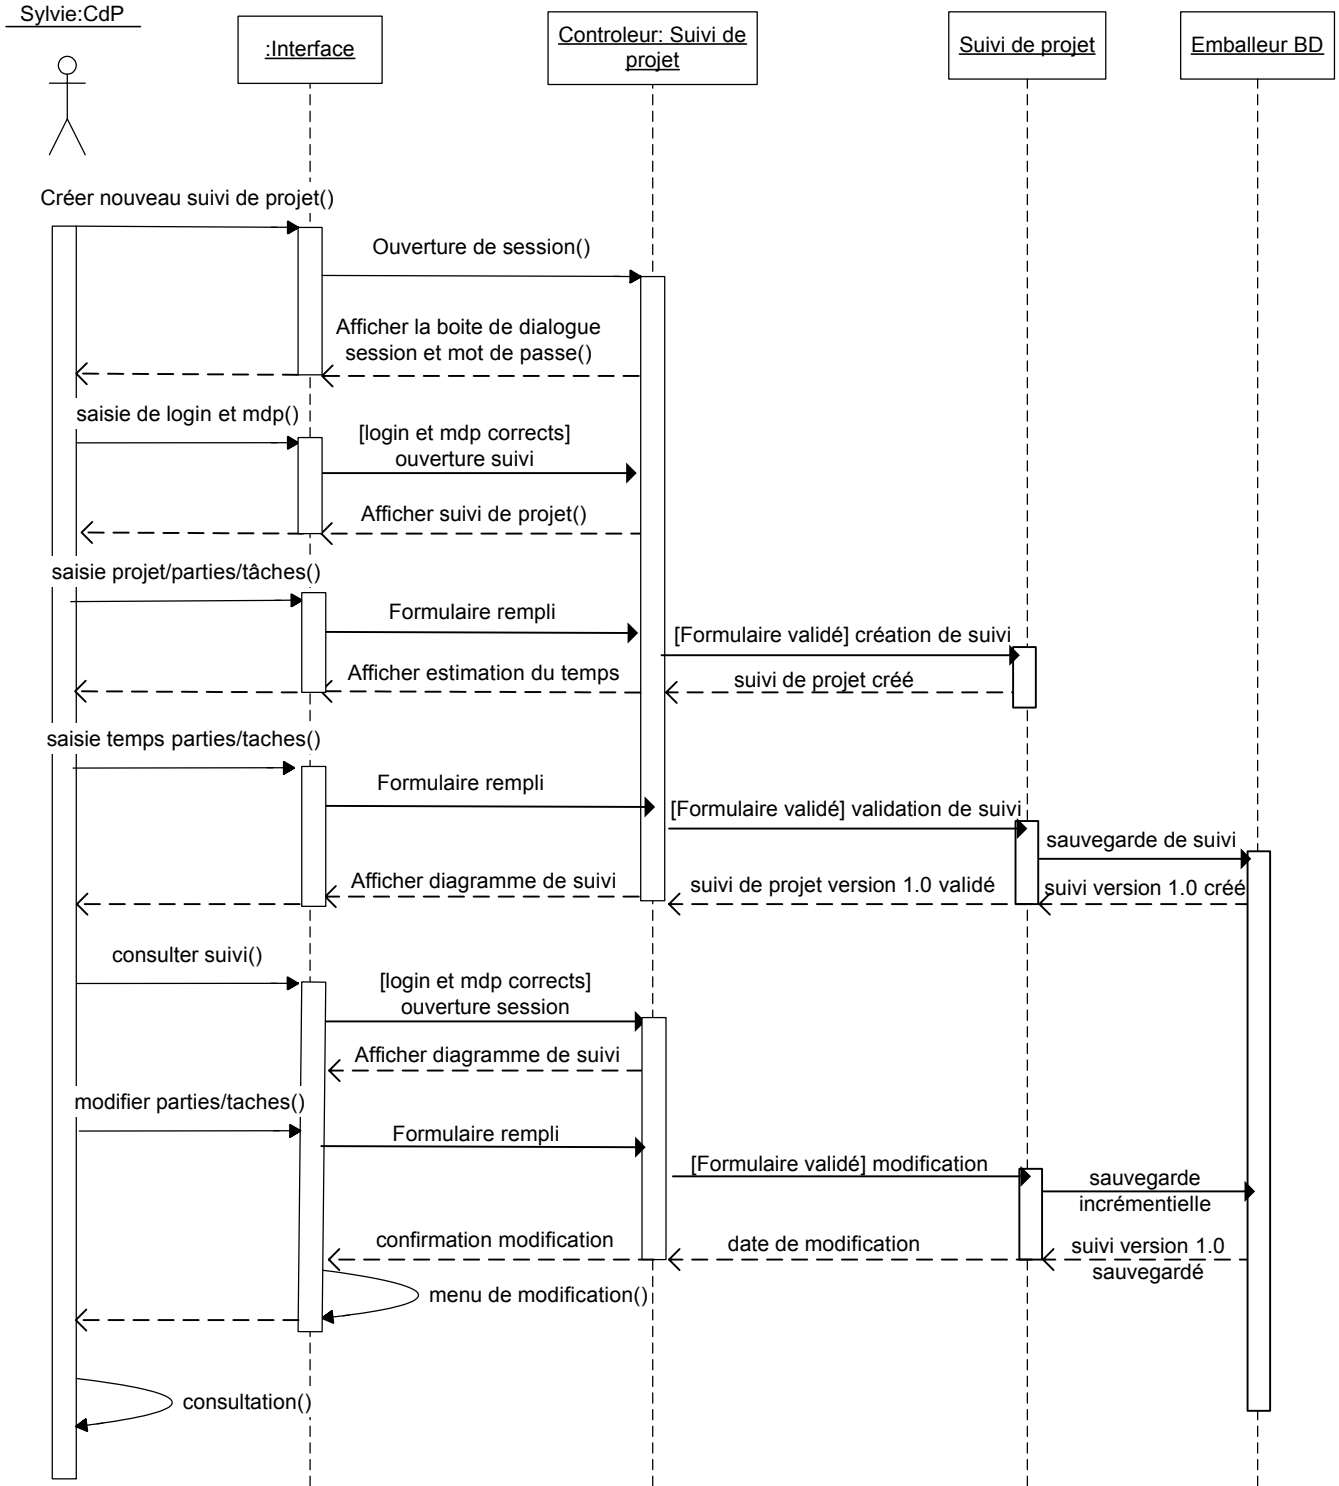 Sylvie:CdP
:Interface
Controleur: Suivi de
projet
Suivi de projet
Emballeur BD
Créer nouveau suivi de projet()
Ouverture de session()
Afficher la boite de dialogue
session et mot de passe()
saisie de login et mdp()
[login et mdp corrects]
ouverture suivi
Afficher suivi de projet()
saisie projet/parties/tâches()
Formulaire rempli
[Formulaire validé] création de suivi
Afficher estimation du temps
suivi de projet créé
saisie temps parties/taches()
Formulaire rempli
[Formulaire validé] validation de suivi
sauvegarde de suivi
Afficher diagramme de suivi
suivi de projet version 1.0 validé
suivi version 1.0 créé
consulter suivi()
[login et mdp corrects]
ouverture session
Afficher diagramme de suivi
modifier parties/taches()
Formulaire rempli
[Formulaire validé] modification
sauvegarde
incrémentielle
confirmation modification
date de modification
suivi version 1.0
sauvegardé
menu de modification()
consultation()